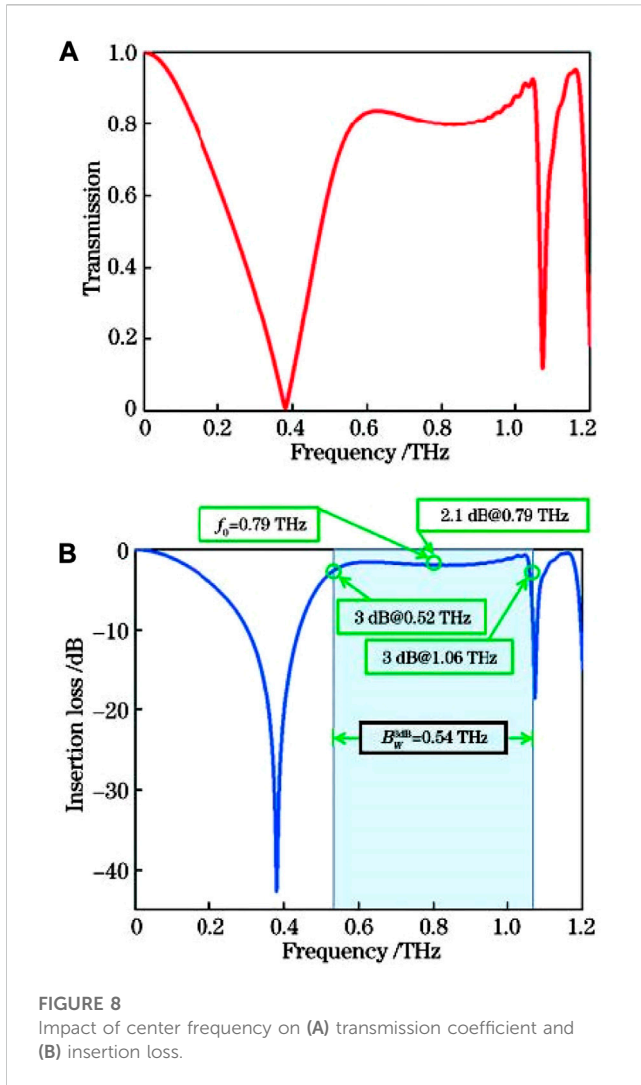 A
1.0
0.8
0.6
0.4
0.2
0
Transmission
0 0.2 0.4 0.6 0.8 1.0 1.2
Frequency /THz
f₀=0.79 THz
2.1 dB@0.79 THz
B
0
−10
−20
−30
−40
Insertion loss /dB
3 dB@0.52 THz
3 dB@1.06 THz
B_W^{3dB}=0.54 THz
0 0.2 0.4 0.6 0.8 1.0 1.2
Frequency /THz
FIGURE 8
Impact of center frequency on (A) transmission coefficient and
(B) insertion loss.